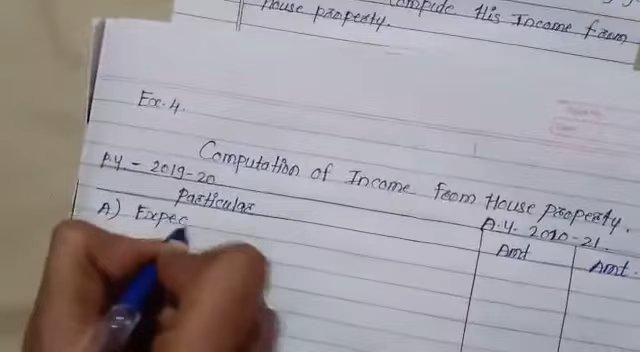 Compute His Income from
House property.
Ex. 4.
Computation of Income from House property.
P.Y. - 2019-20
A.Y. 2020-21.
Particular
Amt
Amt.
A) Expec